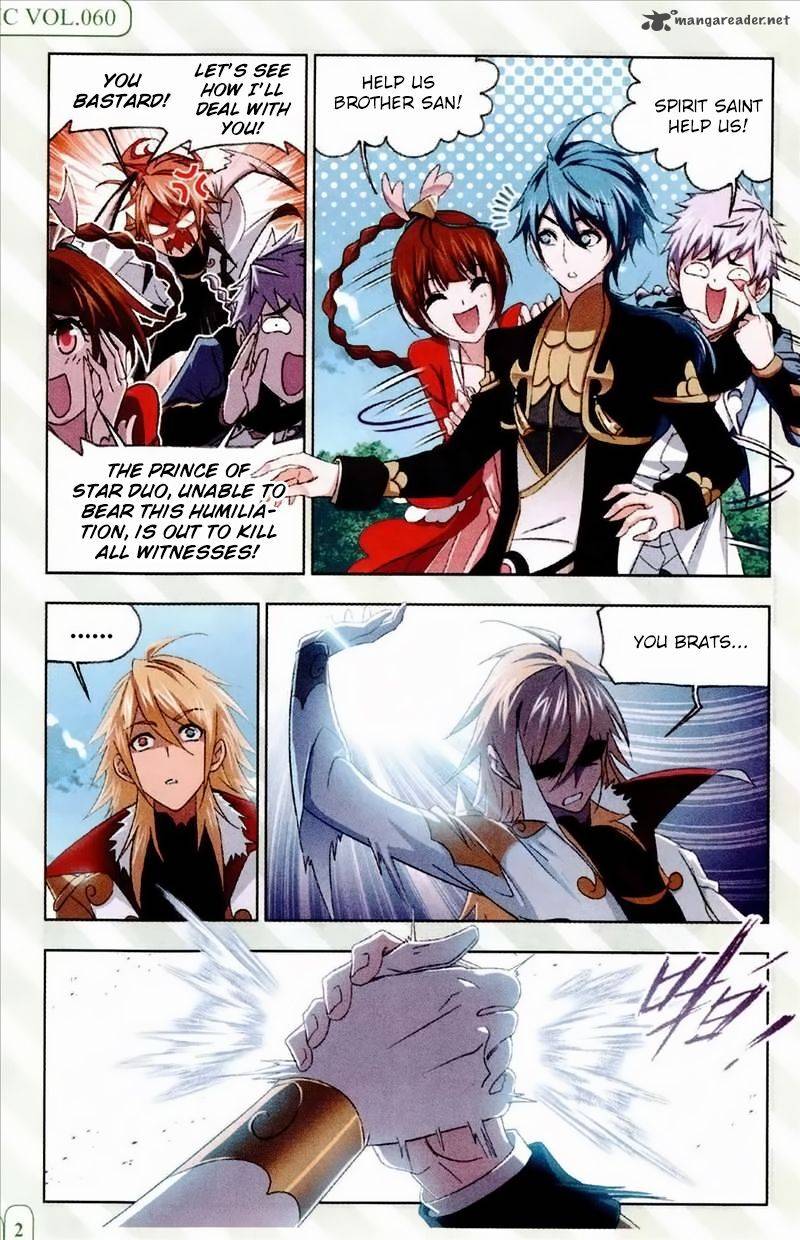 C VOL.060
mangareader.net
YOU
BASTARD!
LET'S SEE
HOW I'LL
DEAL WITH
YOU!
THE PRINCE OF
STAR DUO, UNABLE TO
BEAR THIS HUMILIA-
TION, IS OUT TO KILL
ALL WITNESSES!
HELP US
BROTHER SAN!
SPIRIT SAINT
HELP US!
......
YOU BRATS...
2